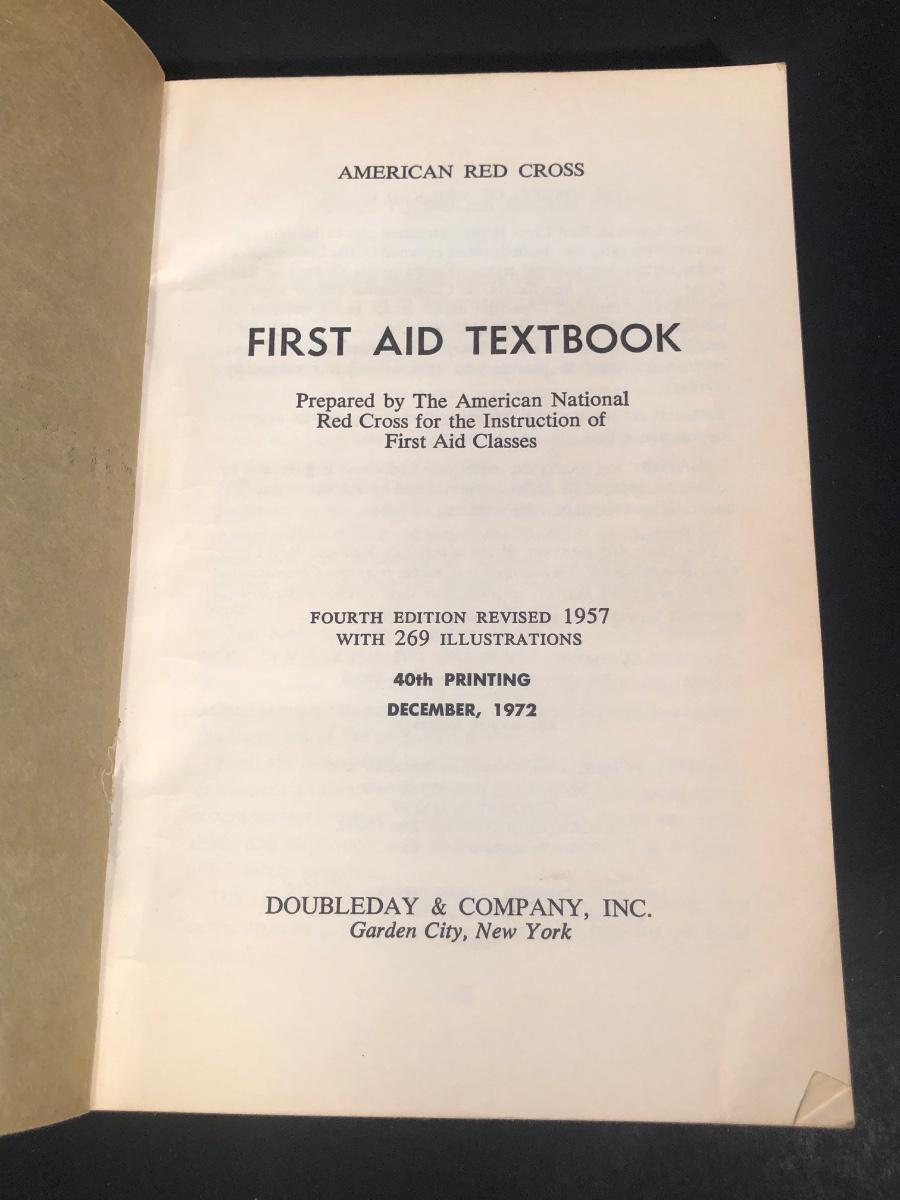 AMERICAN RED CROSS
FIRST AID TEXTBOOK
Prepared by The American National
Red Cross for the Instruction of
First Aid Classes
FOURTH EDITION REVISED 1957
WITH 269 ILLUSTRATIONS
40th PRINTING
DECEMBER, 1972
DOUBLEDAY & COMPANY, INC.
Garden City, New York